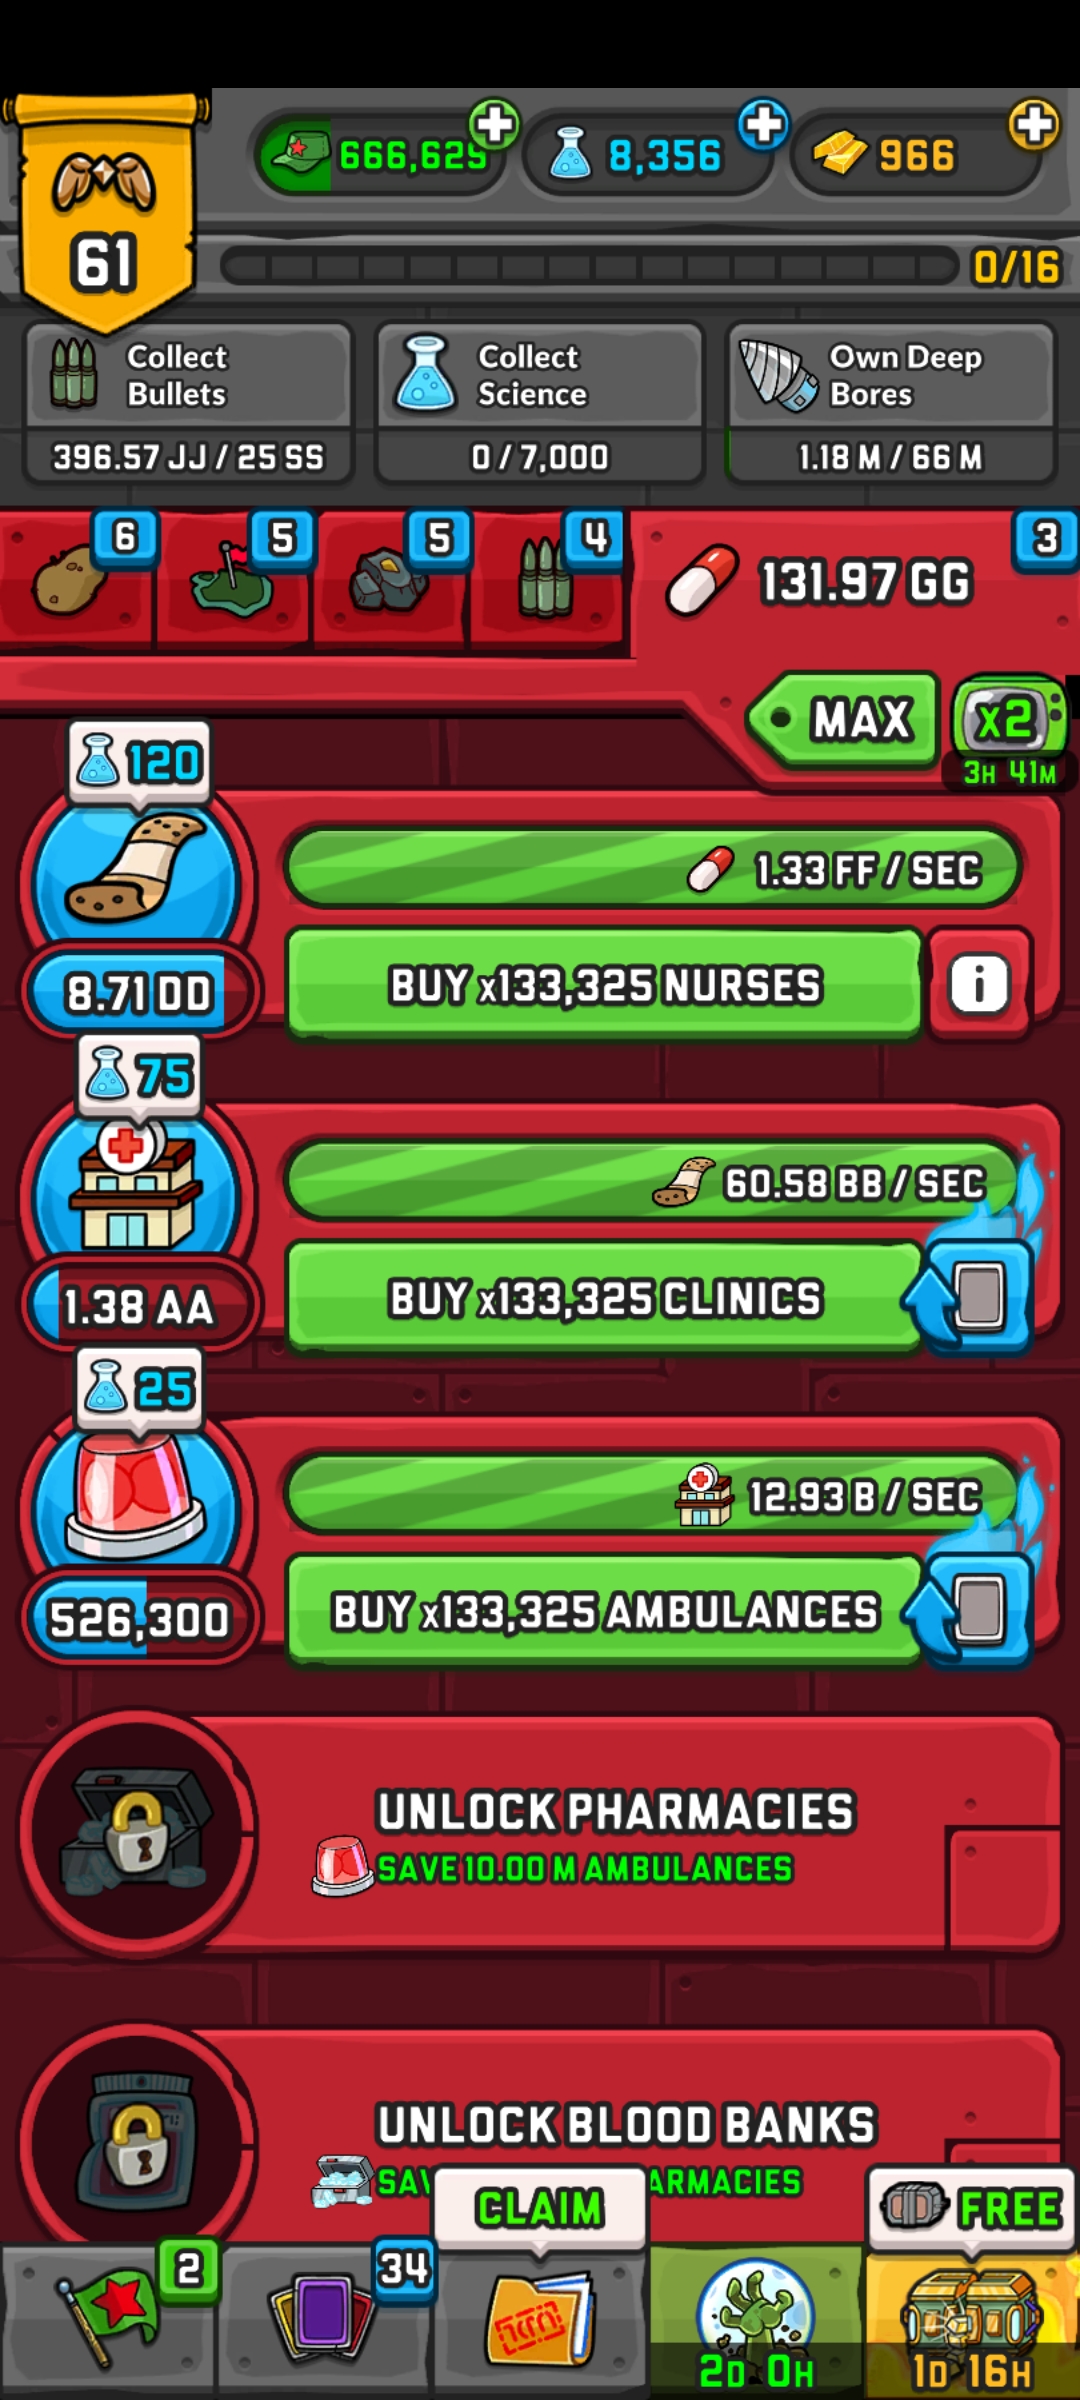 666,629
8,356
966
61
0/16
Collect
Bullets
396.57 JJ / 25 SS
Collect
Science
0 / 7,000
Own Deep
Bores
1.18 M / 66 M
6
5
5
4
131.97 GG
3
MAX
x2
3H 41M
120
1.33 FF / SEC
8.71 DD
BUY x133,325 NURSES
i
75
60.58 BB / SEC
1.38 AA
BUY x133,325 CLINICS
25
12.93 B / SEC
526,300
BUY x133,325 AMBULANCES
UNLOCK PHARMACIES
SAVE 10.00 M AMBULANCES
UNLOCK BLOOD BANKS
CLAIM
FREE
2
34
2D 0H
1D 16H